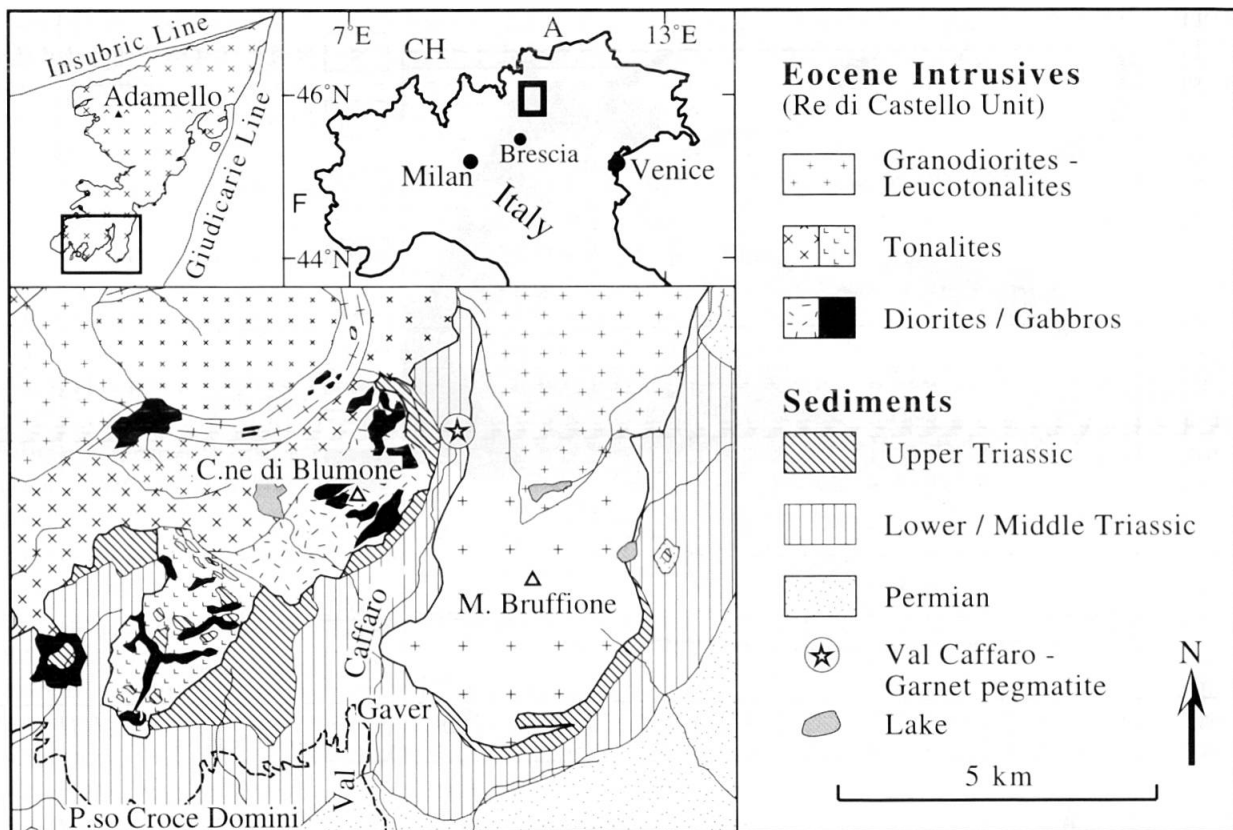 Insubric Line
Adamello
Giudicarie Line
7°E
A
13°E
CH
46°N
Brescia
Milan
Venice
F
Italy
44°N
C.ne di Blumone
M. Bruffione
Val Caffaro
Gaver
P.so Croce Domini
Eocene Intrusives
(Re di Castello Unit)
Granodiorites -
Leucotonalites
Tonalites
Diorites / Gabbros
Sediments
Upper Triassic
Lower / Middle Triassic
Permian
Val Caffaro -
Garnet pegmatite
Lake
N
5 km